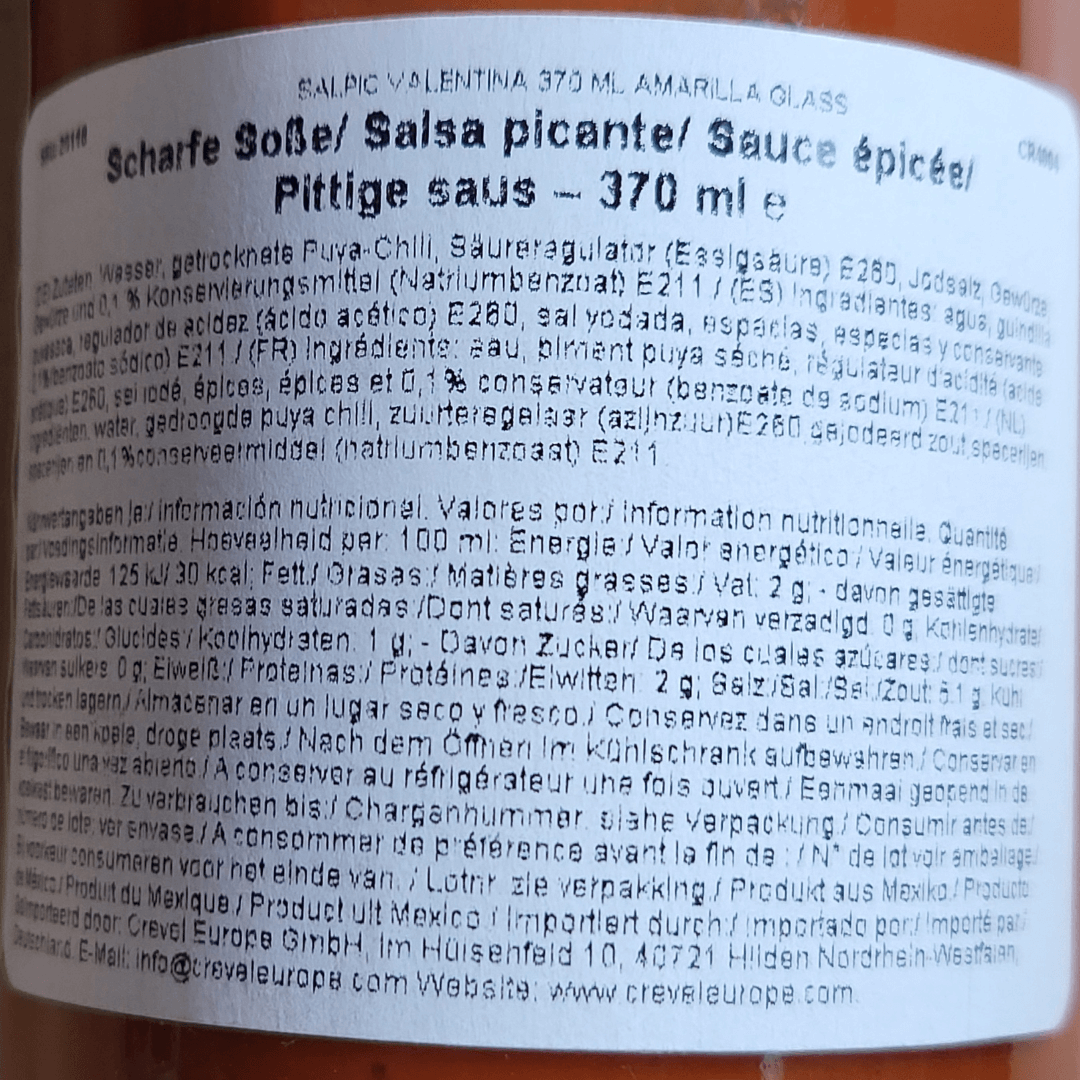 SALPIC VALENTINA 370 ML AMARILLA GLASS
Scharfe Soße/ Salsa picante/ Sauce épicée/
Pittige saus – 370 ml e
(DE) Zutaten: Wasser, getrocknete Puya-Chili, Säureregulator (Essigsäure) E260, Jodsalz, Gewürze,
Gewürze und 0,1 % Konservierungsmittel (Natriumbenzoat) E211 / (ES) Ingrediantes: agua, guindilla
regulador de acidez (ácido acético) E260, sal yodada, especias, especias y conservante
0,1%(benzoato sódico) E211 / (FR) Ingrédients: eau, piment puya séché, régulateur d'acidité (acide
acétique) E260, sel iodé, épices, épices et 0,1 % conservateur (benzoate de sodium) E211 / (NL)
Ingrediënten: water, gedroogde puya chili, zuurteregelaar (azijnzuur)E260 gejodeerd zout,specerijen,
specerijen en 0,1%conserveermiddel (natriumbenzoaat) E211
información nutricional. Valores por:/ Information nutritionnelle. Quantité
par/Voedingsinformatie. Hoeveelheid per: 100 ml: Energie:/ Valor energético:/ Valeur énergétique/
Energiewaarde 125 kJ/ 30 kcal; Fett:/ Grasas:/ Matières grasses:/ Vat: 2 g; - davon gesättigte
Fettsäuren:/De las cuales grasas saturadas:/Dont saturés:/ Waarvan verzadigd: 0 g; Kohlenhydrate/
Carbohidratos:/ Glucides:/ Koolhydraten: 1 g; - Davon Zucker/ De los cuales azúcares:/ dont sucres:/
Waarvan suikers 0 g; Eiweiß:/ Proteinas:/ Protéines:/Eiwitten: 2 g; Salz:/Sal:/Sel:/Zout: 5.1 g. Kühl
und trocken lagern./ Almacenar en un lugar seco y fresco./ Conservez dans un endroit frais et sec./
Bewaar in een koele, droge plaats./ Nach dem Öffnen im Kühlschrank aufbewahren./ Conservar en
frigorífico una vez abierto / A conserver au réfrigérateur une fois ouvert./ Eenmaal geopend in de
koelkast bewaren. Zu verbrauchen bis:/ Chargennummer: siehe Verpackung./ Consumir antes de:/
número de lote: ver envase./ A consommer de préférence avant la fin de : / N° de lot voir emballage./
Bij voorkeur consumeren voor het einde van: / Lotnr. zie verpakking./ Produkt aus Mexiko./ Producto
de México./ Produit du Mexique./ Product uit Mexico / Importiert durch:/ Importado por:/ Importé par:/
Geïmporteerd door: Crevel Europe GmbH, Im Hülsenfeld 10, 40721 Hilden Nordrhein-Westfalen,
Deutschland. E-Mail: info@creveleurope.com Website: www.creveleurope.com.